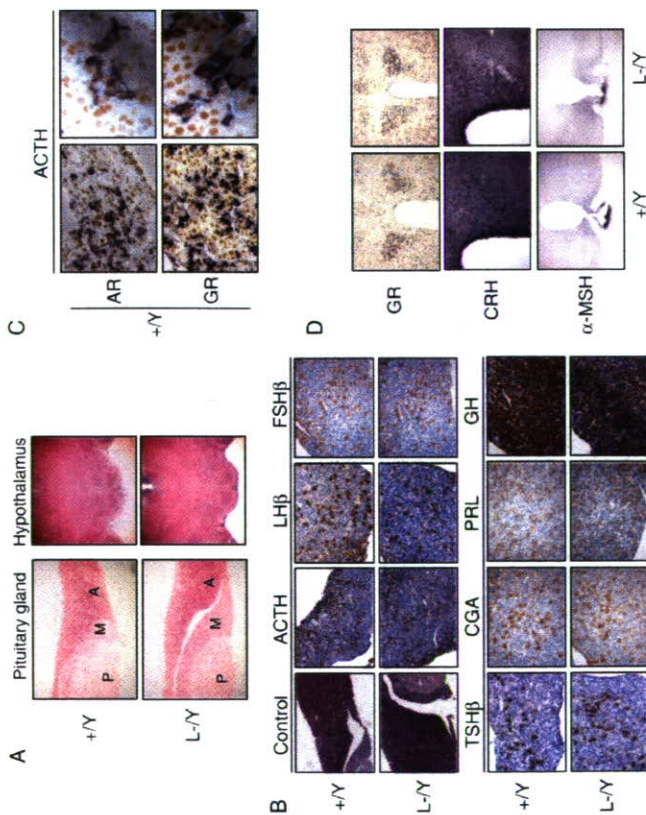 A
Pituitary gland
Hypothalamus
+/Y
P
M
A
L-/Y
P
M
A
B
Control
ACTH
LHβ
FSHβ
+/Y
L-/Y
TSHβ
CGA
PRL
GH
+/Y
L-/Y
C
ACTH
+/Y
AR
GR
D
GR
CRH
α-MSH
+/Y
L-/Y